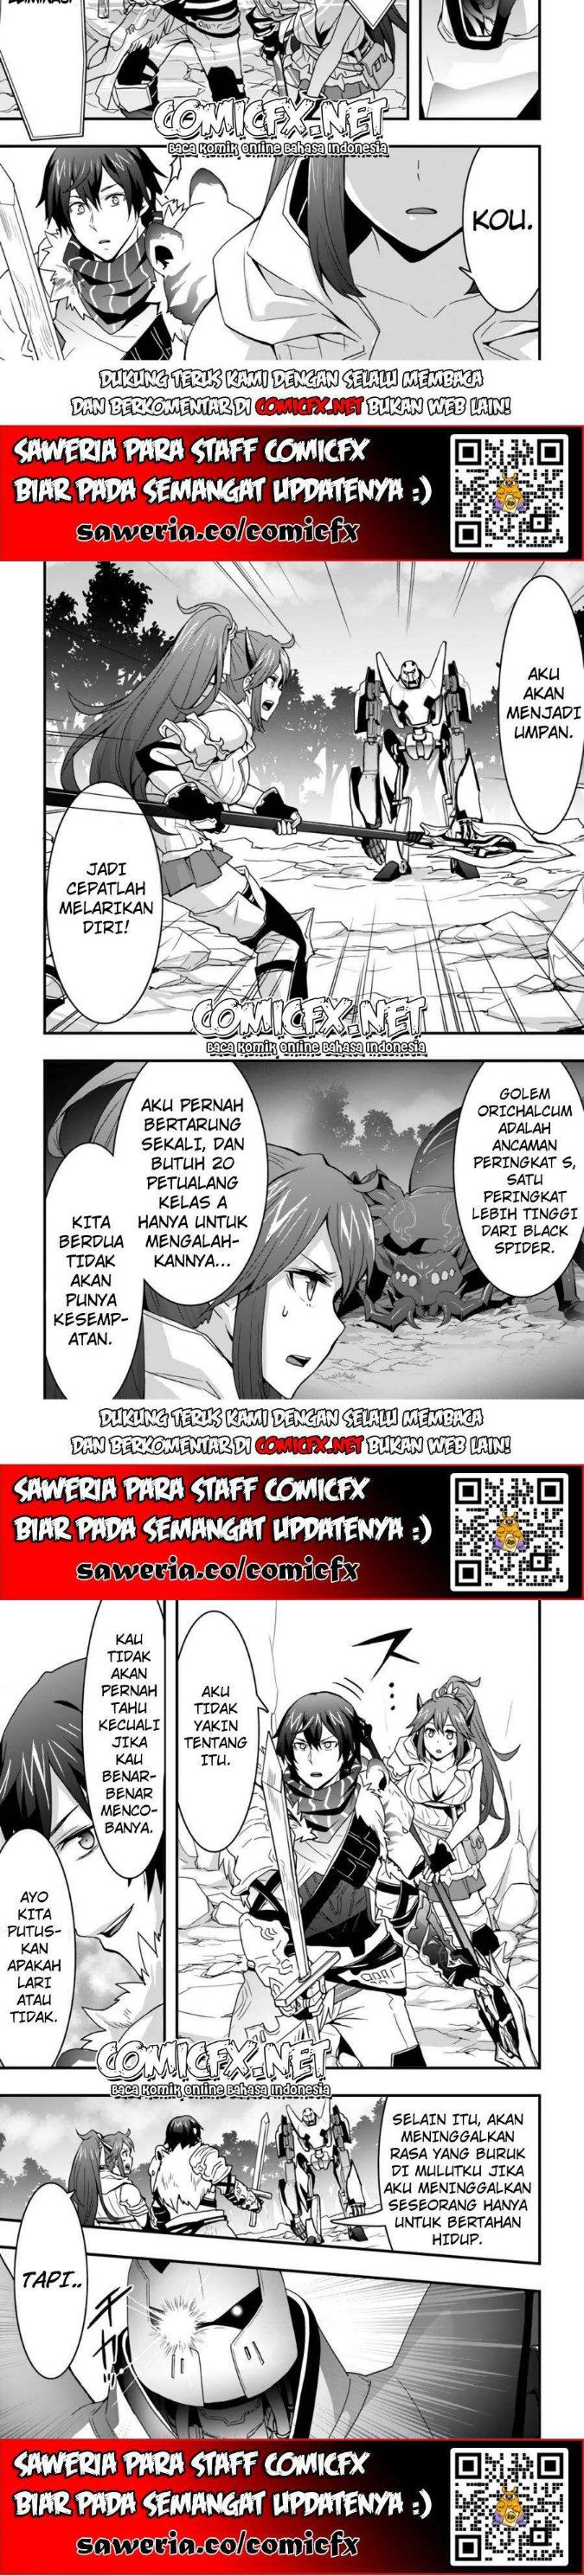 COMICFX.NET
Baca Komik Online Bahasa Indonesia
KOU.
DUKUNG TERUS KAMI DENGAN SELALU MEMBACA
DAN BERKOMENTAR DI COMICFX.NET BUKAN WEB LAIN!
SAWERIA PARA STAFF COMICFX
BIAR PADA SEMANGAT UPDATENYA :)
saweria.co/comicfx
AKU
AKAN
MENJADI
UMPAN.
JADI
CEPATLAH
MELARIKAN
DIRI!
COMICFX.NET
Baca Komik Online Bahasa Indonesia
GOLEM
ORICHALCUM
ADALAH
ANCAMAN
PERINGKAT S,
SATU
PERINGKAT
LEBIH TINGGI
DARI BLACK
SPIDER.
AKU PERNAH
BERTARUNG
SEKALI, DAN
BUTUH 20
PETUALANG
KELAS A
HANYA UNTUK
MENGALAH-
KANNYA...
KITA
BERDUA
TIDAK
AKAN
PUNYA
KESEMP-
ATAN.
DUKUNG TERUS KAMI DENGAN SELALU MEMBACA
DAN BERKOMENTAR DI COMICFX.NET BUKAN WEB LAIN!
SAWERIA PARA STAFF COMICFX
BIAR PADA SEMANGAT UPDATENYA :)
saweria.co/comicfx
ス
AKU
TIDAK
YAKIN
TENTANG
ITU.
KAU
TIDAK
AKAN
PERNAH
TAHU
KECUALI
JIKA
KAU
BENAR-
BENAR
MENCO-
BANYA.
AYO
KITA
PUTUS-
KAN
APAKAH
LARI
ATAU
TIDAK.
COMICFX.NET
Baca Komik Online Bahasa Indonesia
SELAIN ITU, AKAN
MENINGGALKAN
RASA YANG BURUK
DI MULUTKU JIKA
AKU MENINGGALKAN
SESEORANG HANYA
UNTUK BERTAHAN
HIDUP.
TAPI..
SAWERIA PARA STAFF COMICFX
BIAR PADA SEMANGAT UPDATENYA :)
saweria.co/comicfx